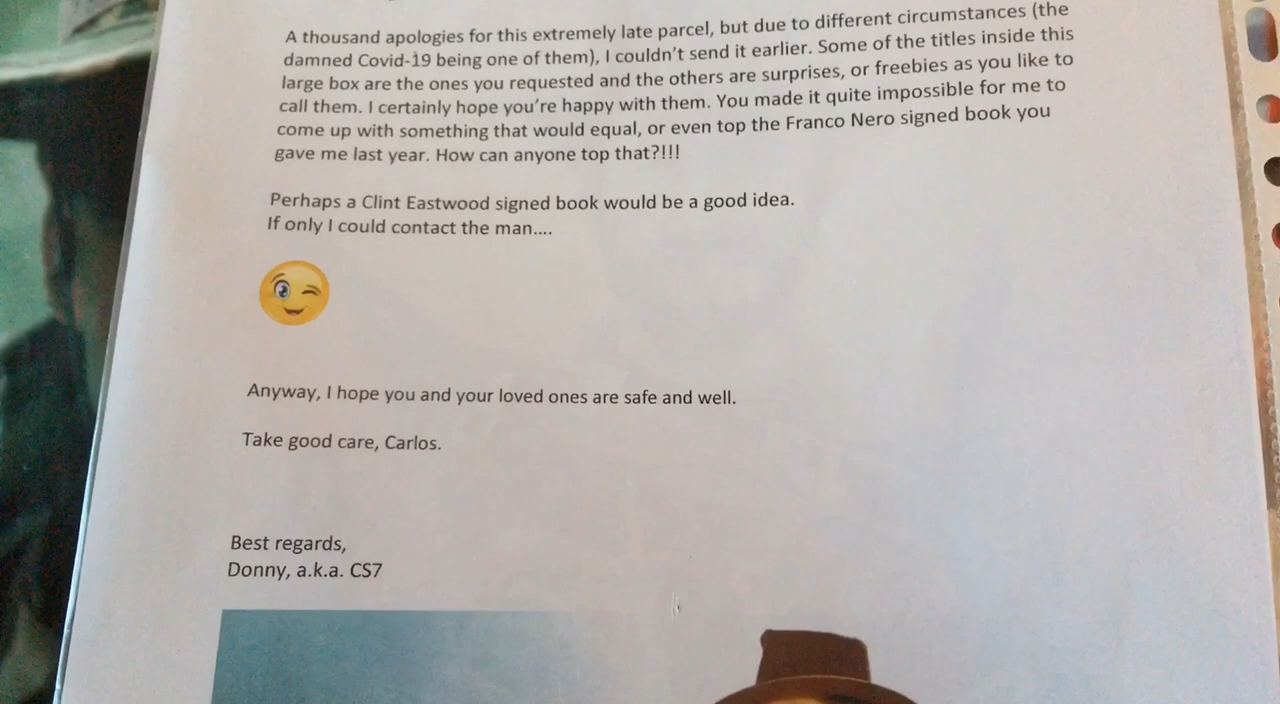 A thousand apologies for this extremely late parcel, but due to different circumstances (the
damned Covid-19 being one of them), I couldn't send it earlier. Some of the titles inside this
large box are the ones you requested and the others are surprises, or freebies as you like to
call them. I certainly hope you're happy with them. You made it quite impossible for me to
come up with something that would equal, or even top the Franco Nero signed book you
gave me last year. How can anyone top that?!!!
Perhaps a Clint Eastwood signed book would be a good idea.
If only I could contact the man....
Anyway, I hope you and your loved ones are safe and well.
Take good care, Carlos.
Best regards,
Donny, a.k.a. CS7